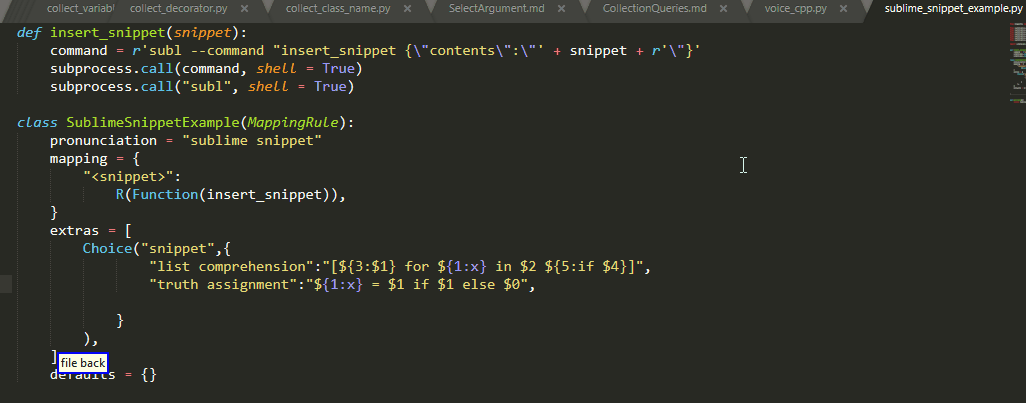 collect_variabl collect_decorator.py × collect_class_name.py × SelectArgument.md × CollectionQueries.md × voice_cpp.py × sublime_snippet_example.py
def insert_snippet(snippet):
    command = r'subl --command "insert_snippet {\"contents\":\"' + snippet + r'\"}'
    subprocess.call(command, shell = True)
    subprocess.call("subl", shell = True)
class SublimeSnippetExample(MappingRule):
    pronunciation = "sublime snippet"
    mapping = {
        "<snippet>":
            R(Function(insert_snippet)),
    }
    extras = [
        Choice("snippet",{
                "list comprehension":"[${3:$1} for ${1:x} in $2 ${5:if $4}]",
                "truth assignment":"${1:x} = $1 if $1 else $0",
            }
        ),
    ]
file back
    defaults = {}